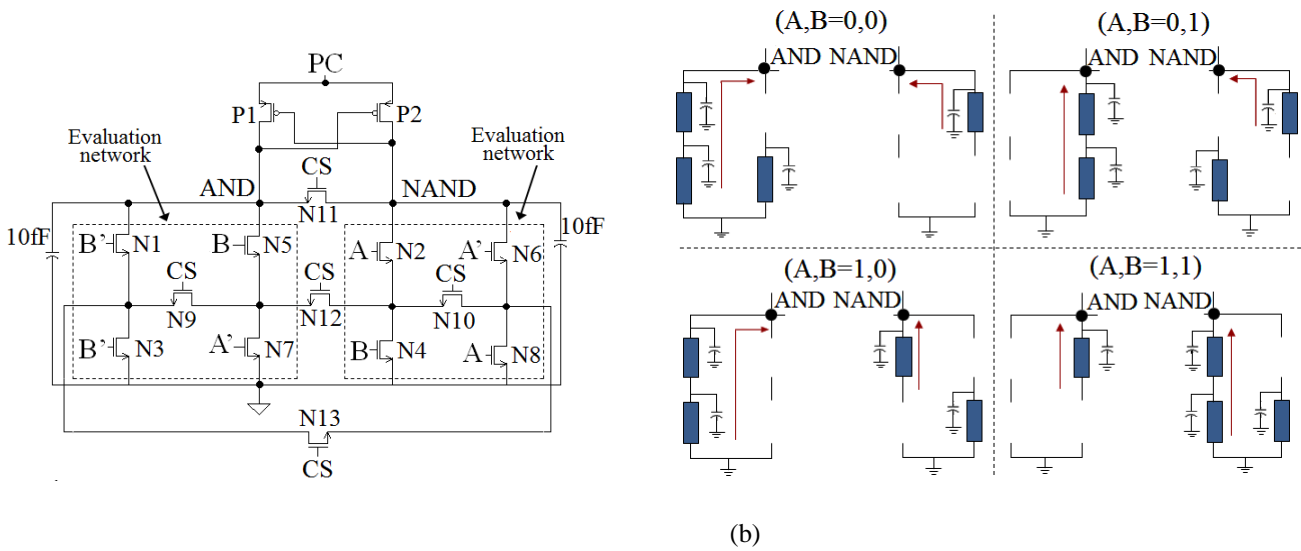 PC
P1
P2
Evaluation
network
Evaluation
network
CS
AND
NAND
N11
10fF
10fF
B'
N1
B
N5
A
N2
A'
N6
CS
CS
CS
N9
N12
N10
B'
N3
A'
N7
B
N4
A
N8
N13
CS
(A,B=0,0)
AND NAND
(A,B=0,1)
AND NAND
(A,B=1,0)
AND NAND
(A,B=1,1)
AND NAND
(b)